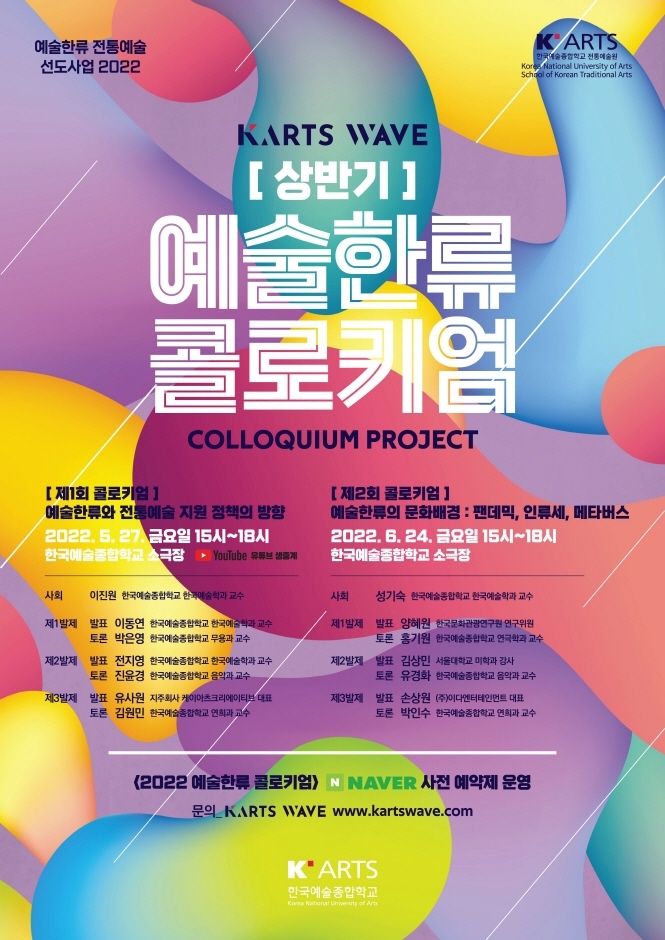 예술한류 전통예술
선도사업 2022
K ARTS
한국예술종합학교 전통예술원
Korea National University of Arts
School of Korean Traditional Arts
KARTS WAVE
[ 상반기 ]
예술한류
콜로키엄
COLLOQUIUM PROJECT
[ 제1회 콜로키엄 ]
예술한류와 전통예술 지원 정책의 방향
2022. 5. 27. 금요일 15시~18시
한국예술종합학교 소극장 YouTube 유튜브 생중계
사회 이진원 한국예술종합학교 한국예술학과 교수
제1발제 발표 이동연 한국예술종합학교 한국예술학과 교수
토론 박은영 한국예술종합학교 무용과 교수
제2발제 발표 전지영 한국예술종합학교 한국예술학과 교수
토론 진윤경 한국예술종합학교 음악과 교수
제3발제 발표 유사원 지주회사 케이아츠크리에이티브 대표
토론 김원민 한국예술종합학교 연희과 교수
[ 제2회 콜로키엄 ]
예술한류의 문화배경 : 팬데믹, 인류세, 메타버스
2022. 6. 24. 금요일 15시~18시
한국예술종합학교 소극장
사회 성기숙 한국예술종합학교 한국예술학과 교수
제1발제 발표 양혜원 한국문화관광연구원 연구위원
토론 홍기원 한국예술종합학교 연극학과 교수
제2발제 발표 김상민 서울대학교 미학과 강사
토론 유경화 한국예술종합학교 음악과 교수
제3발제 발표 손상원 (주)이다엔터테인먼트 대표
토론 박인수 한국예술종합학교 연희과 교수
〈2022 예술한류 콜로키엄〉 N NAVER 사전 예약제 운영
문의_ KARTS WAVE www.kartswave.com
K ARTS
한국예술종합학교
Korea National University of Arts